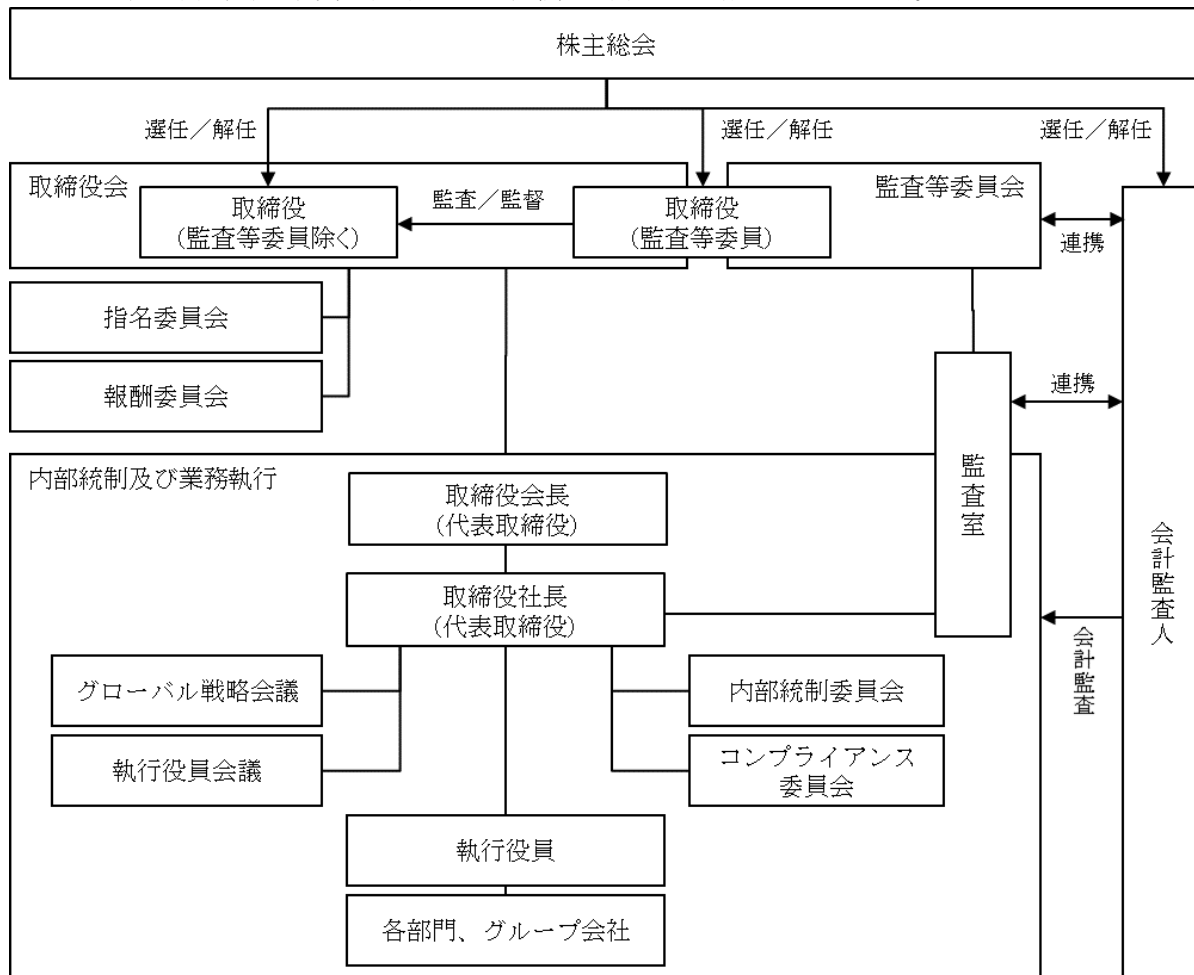 株主総会
選任／解任
選任／解任
選任／解任
取締役会
取締役
(監査等委員除く)
監査／監督
取締役
(監査等委員)
監査等委員会
連携
指名委員会
報酬委員会
連携
監査室
会計監査人
会計監査
内部統制及び業務執行
取締役会長
(代表取締役)
取締役社長
(代表取締役)
グローバル戦略会議
執行役員会議
内部統制委員会
コンプライアンス
委員会
執行役員
各部門、グループ会社